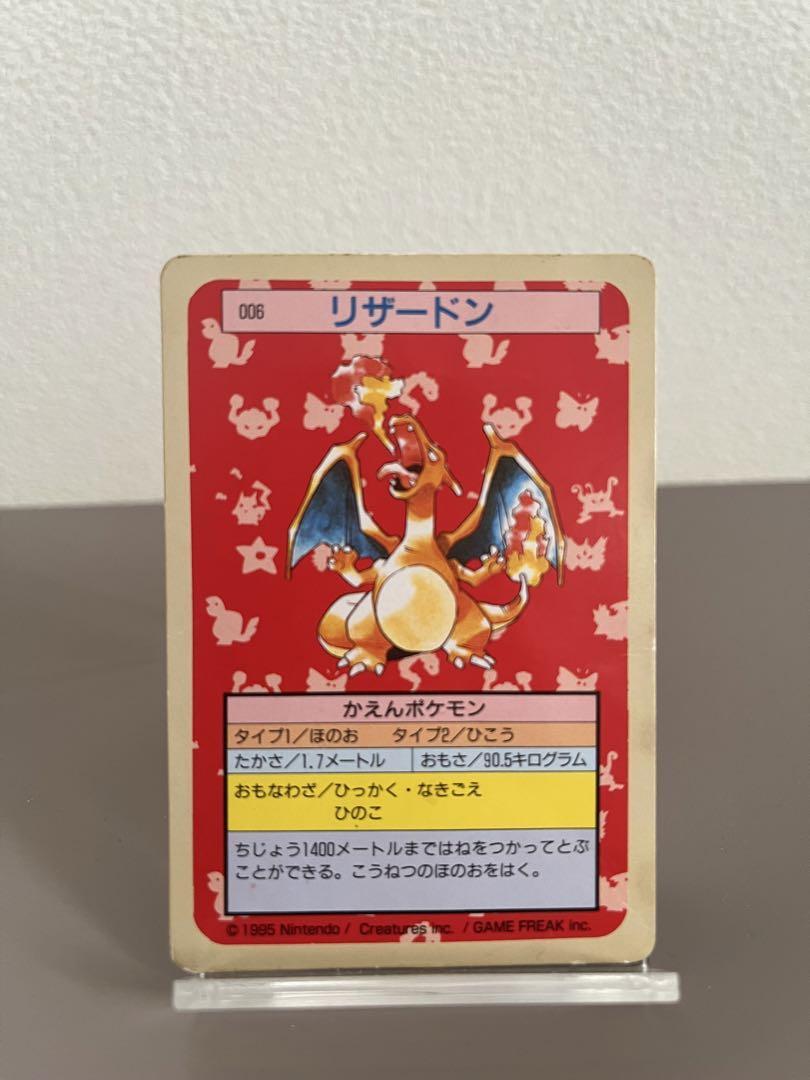 006 リザードン
かえんポケモン
タイプ1/ほのお タイプ2/ひこう
たかさ/1.7メートル おもさ/90.5キログラム
おもなわざ/ひっかく・なきごえ
ひのこ
ちじょう1400メートルまではねをつかってとぶ
ことができる。こうねつのほのおをはく。
© 1995 Nintendo / Creatures inc. / GAME FREAK inc.